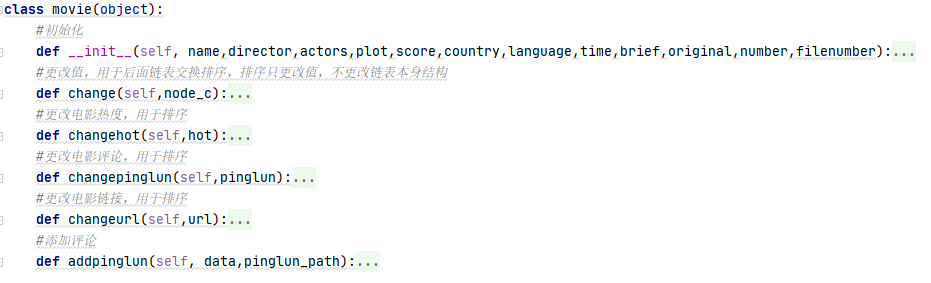 class movie(object):
#初始化
def __init__(self, name,director,actors,plot,score,country,language,time,brief,original,number,filenumber):...
#更改值，用于后面链表交换排序，排序只更改值，不更改链表本身结构
def change(self,node_c):...
#更改电影热度，用于排序
def changehot(self,hot):...
#更改电影评论，用于排序
def changepinglun(self,pinglun):...
#更改电影链接，用于排序
def changeurl(self,url):...
#添加评论
def addpinglun(self, data,pinglun_path):...